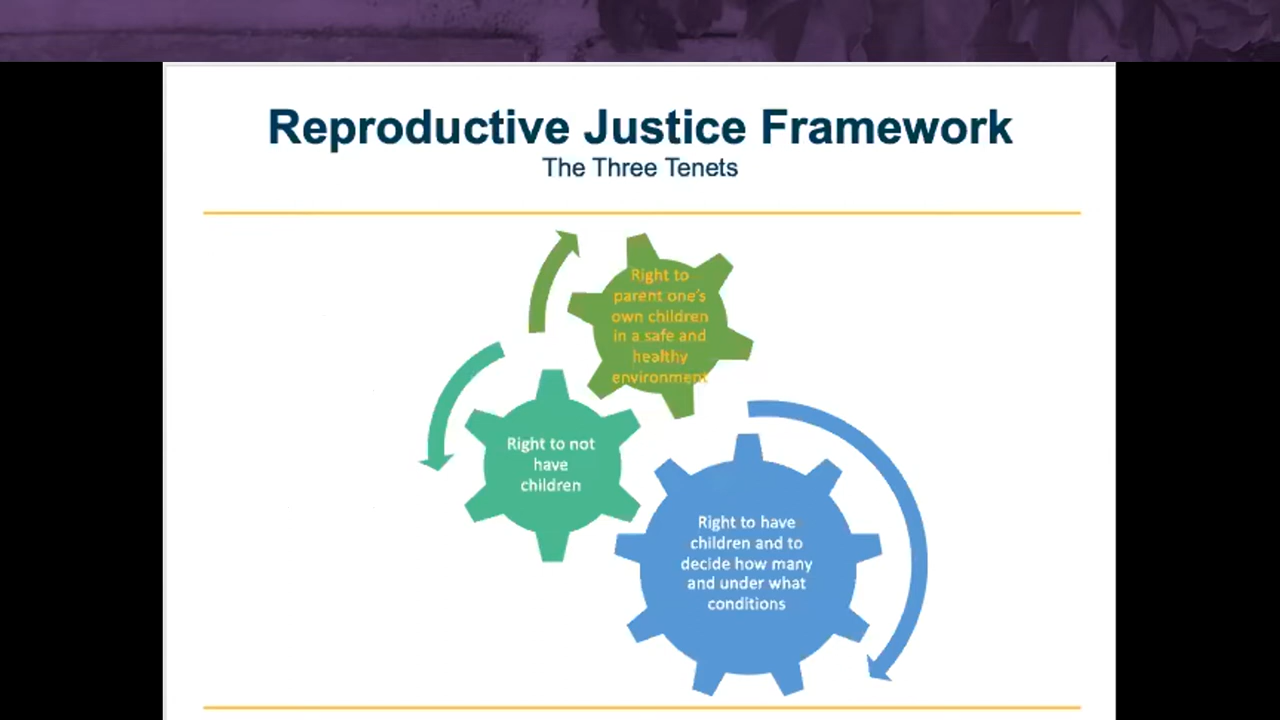 Reproductive Justice Framework
The Three Tenets
Right to
parent one's
own children
in a safe and
healthy
environment
Right to not
have
children
Right to have
children and to
decide how many
and under what
conditions